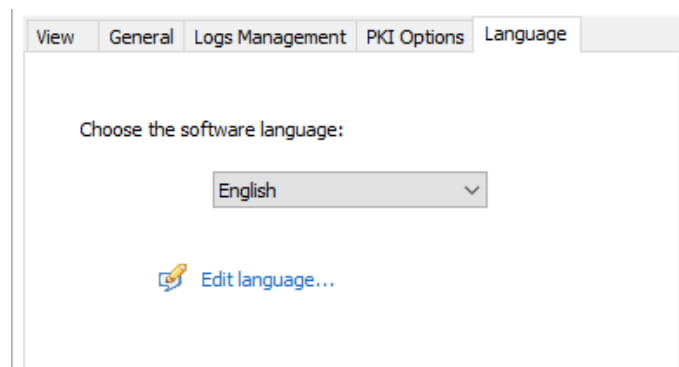 View General Logs Management PKI Options Language
Choose the software language:
English
Edit language...